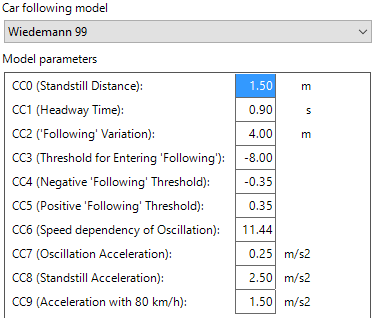 Car following model
Wiedemann 99
Model parameters
CC0 (Standstill Distance): 1.50 m
CC1 (Headway Time): 0.90 s
CC2 ('Following' Variation): 4.00 m
CC3 (Threshold for Entering 'Following'): -8.00
CC4 (Negative 'Following' Threshold): -0.35
CC5 (Positive 'Following' Threshold): 0.35
CC6 (Speed dependency of Oscillation): 11.44
CC7 (Oscillation Acceleration): 0.25 m/s2
CC8 (Standstill Acceleration): 2.50 m/s2
CC9 (Acceleration with 80 km/h): 1.50 m/s2